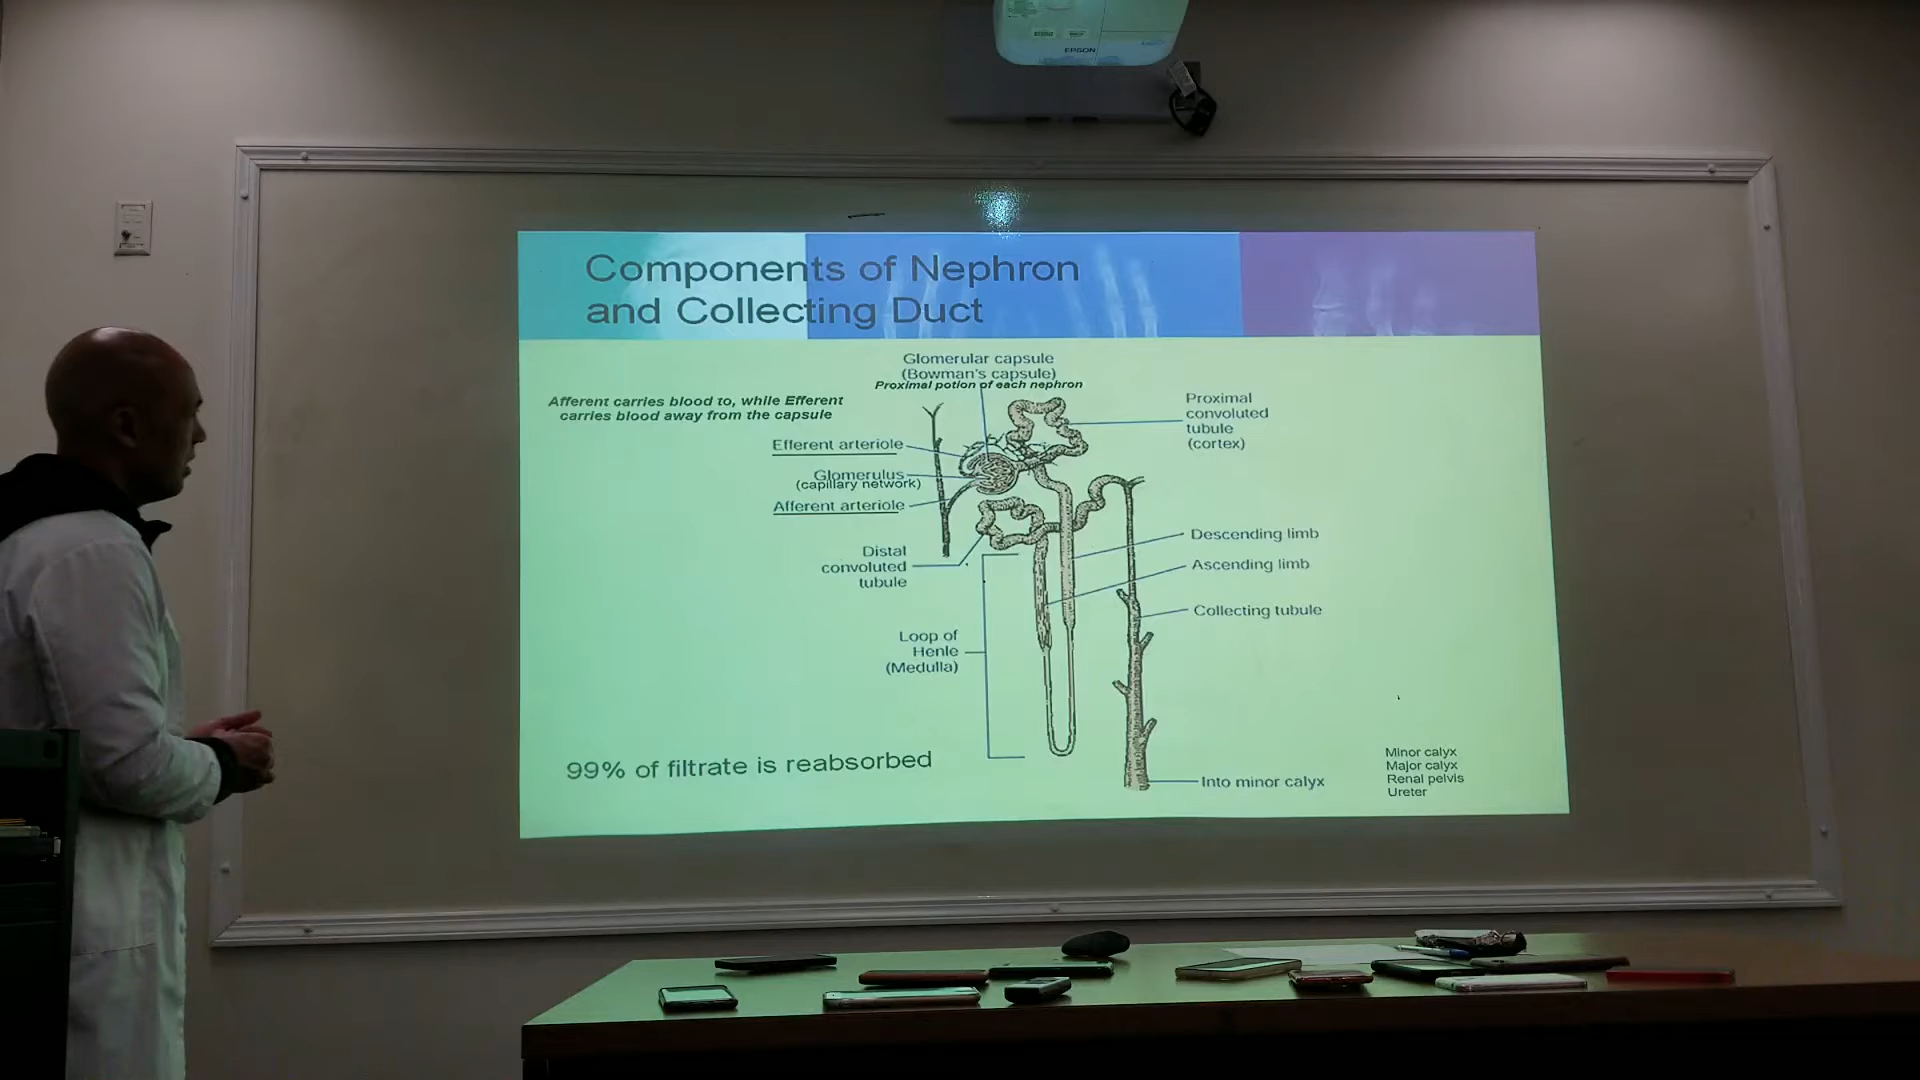 EPSON
Components of Nephron
and Collecting Duct
Glomerular capsule
(Bowman's capsule)
Proximal potion of each nephron
Afferent carries blood to, while Efferent
carries blood away from the capsule
Proximal
convoluted
tubule
(cortex)
Efferent arteriole
Glomerulus
(capillary network)
Afferent arteriole
Distal
convoluted
tubule
Descending limb
Ascending limb
Collecting tubule
Loop of
Henle
(Medulla)
99% of filtrate is reabsorbed
Into minor calyx
Minor calyx
Major calyx
Renal pelvis
Ureter